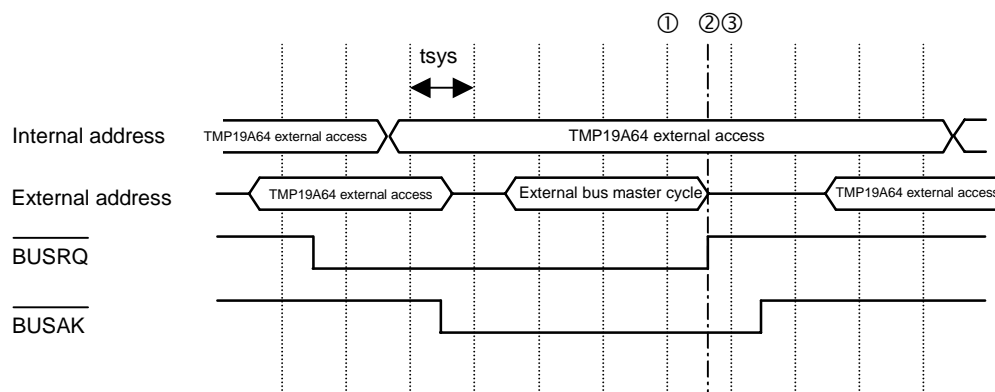 ① ②③
tsys
Internal address
TMP19A64 external access
TMP19A64 external access
External address
TMP19A64 external access
External bus master cycle
TMP19A64 external access
BUSRQ
BUSAK